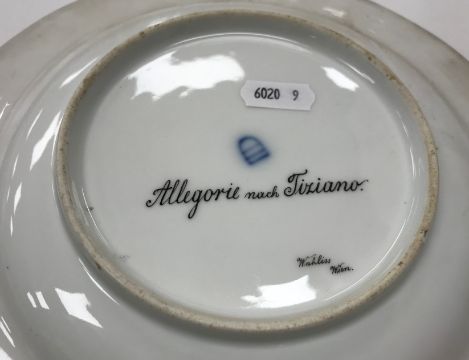 6020 9
Allegorie nach Tiziano.
Wahliss
Wien.